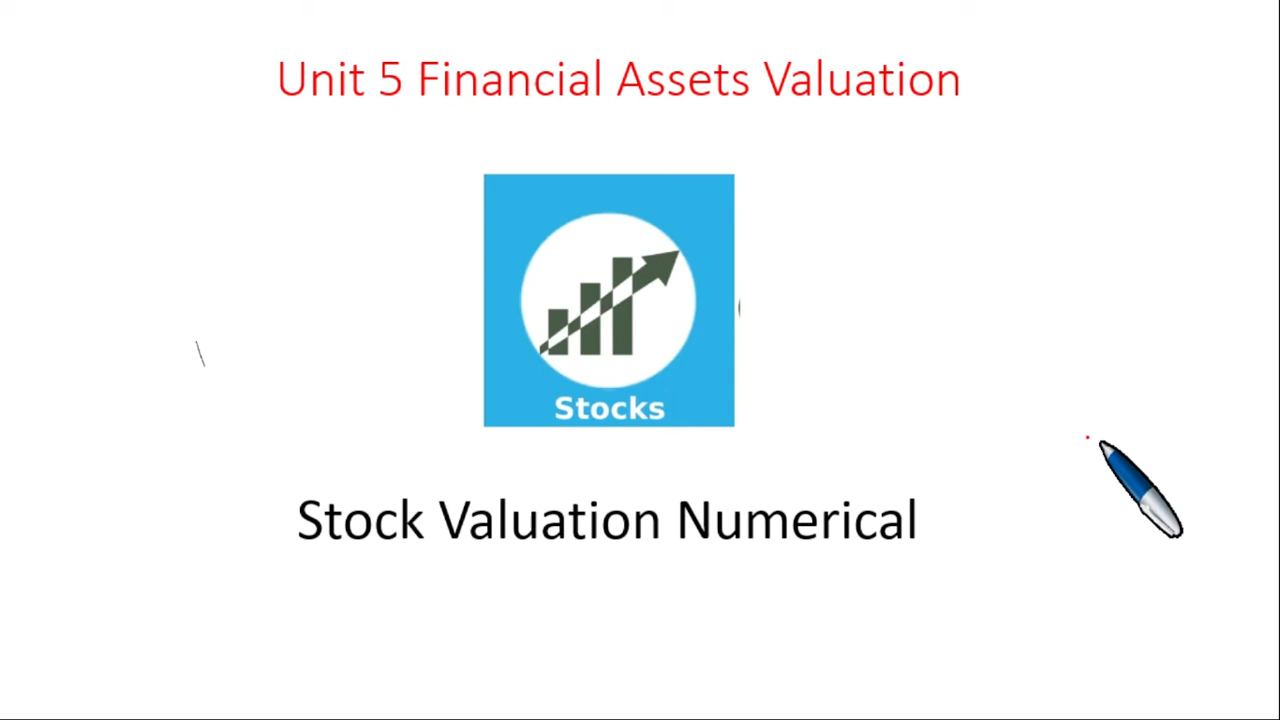 Unit 5 Financial Assets Valuation
Stocks
Stock Valuation Numerical